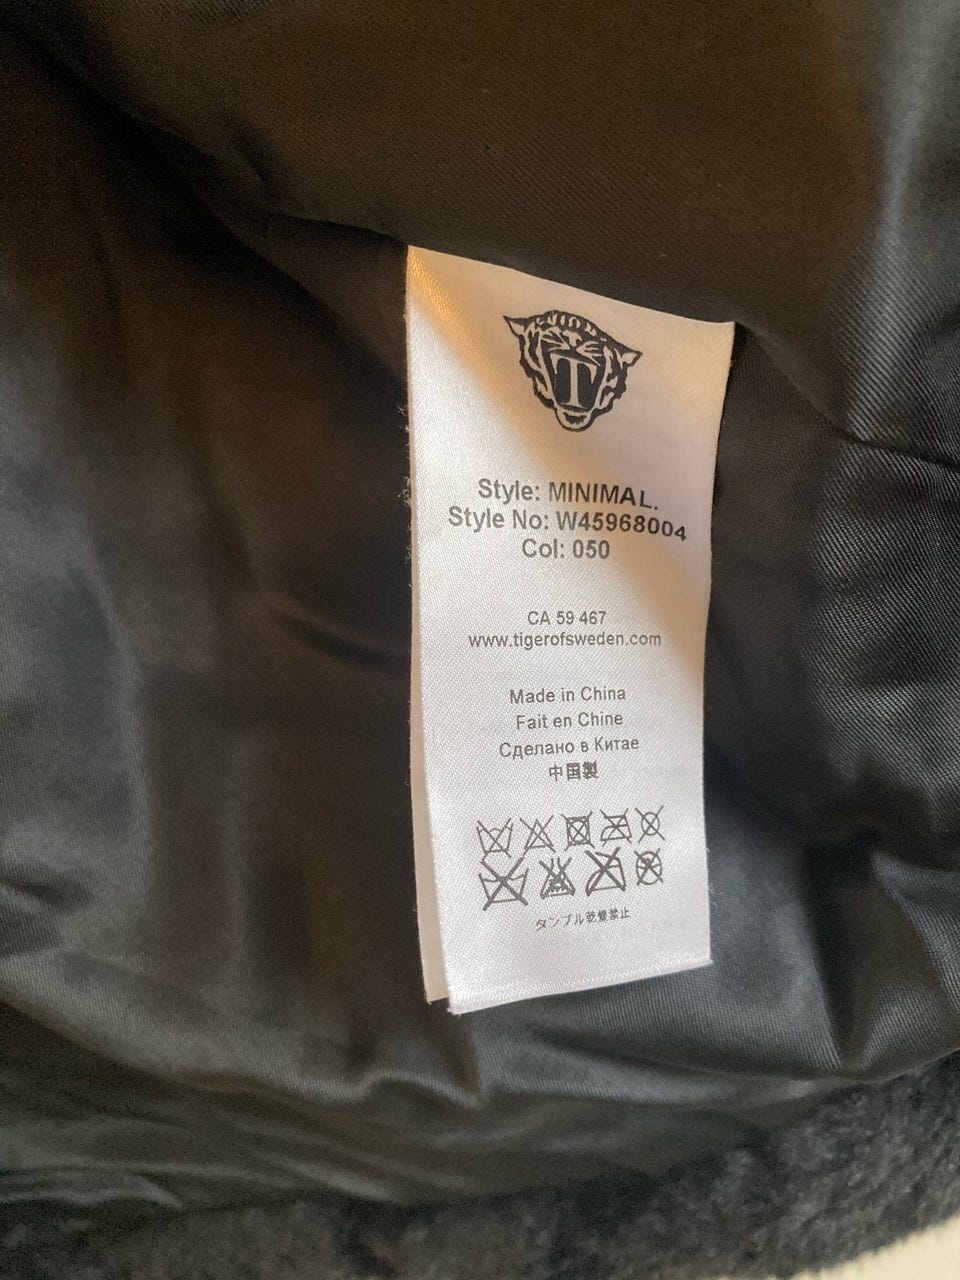 T
Style: MINIMAL.
Style No: W45968004
Col: 050
CA 59 467
www.tigerofsweden.com
Made in China
Fait en Chine
Сделано в Китае
中国製
タンブル乾燥禁止